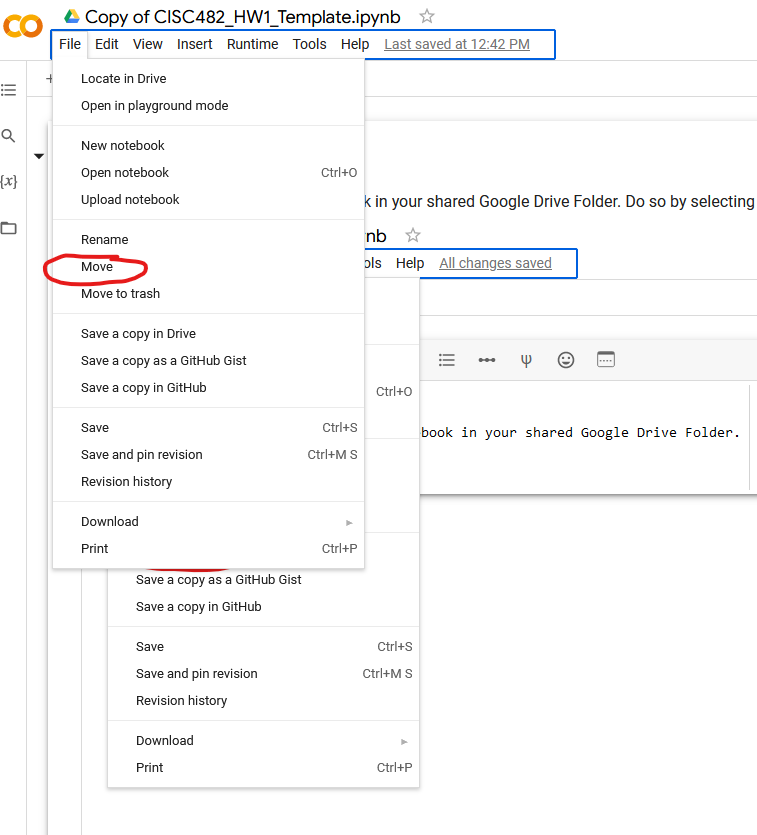 Copy of CISC482_HW1_Template.ipynb
File Edit View Insert Runtime Tools Help Last saved at 12:42 PM
Locate in Drive
Open in playground mode
New notebook
Open notebook Ctrl+O
Upload notebook
Rename
Move
Move to trash
Save a copy in Drive
Save a copy as a GitHub Gist
Save a copy in GitHub
Save Ctrl+S
Save and pin revision Ctrl+M S
Revision history
Download
Print Ctrl+P
{x}
k in your shared Google Drive Folder. Do so by selecting
nb
ols Help All changes saved
Ctrl+O
book in your shared Google Drive Folder.
Save a copy as a GitHub Gist
Save a copy in GitHub
Save Ctrl+S
Save and pin revision Ctrl+M S
Revision history
Download
Print Ctrl+P